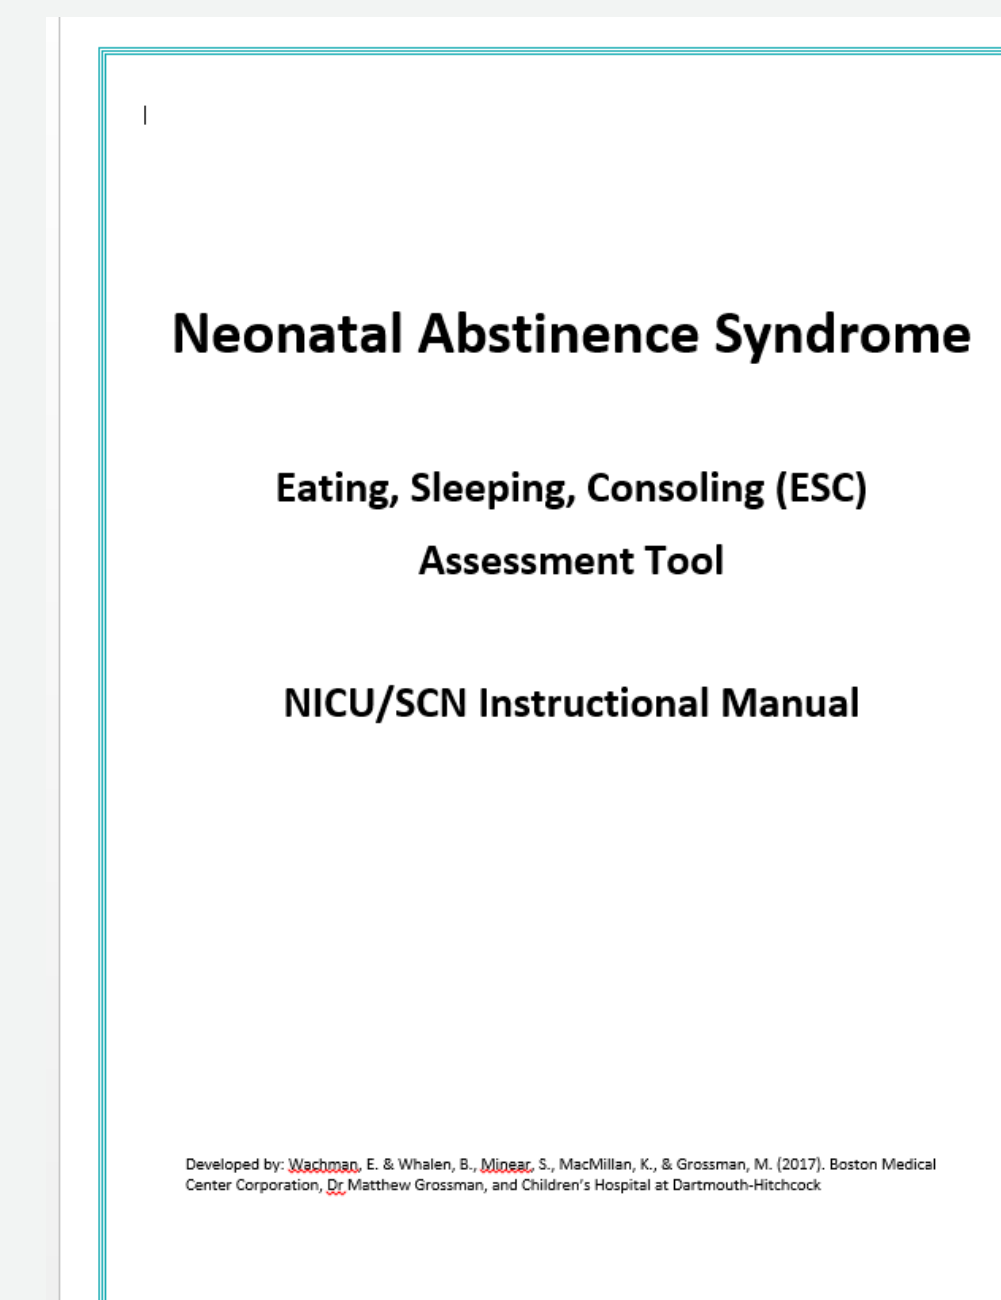 Neonatal Abstinence Syndrome
Eating, Sleeping, Consoling (ESC)
Assessment Tool
NICU/SCN Instructional Manual
Developed by: Wachman, E. & Whalen, B., Minear, S., MacMillan, K., & Grossman, M. (2017). Boston Medical
Center Corporation, Dr Matthew Grossman, and Children's Hospital at Dartmouth-Hitchcock